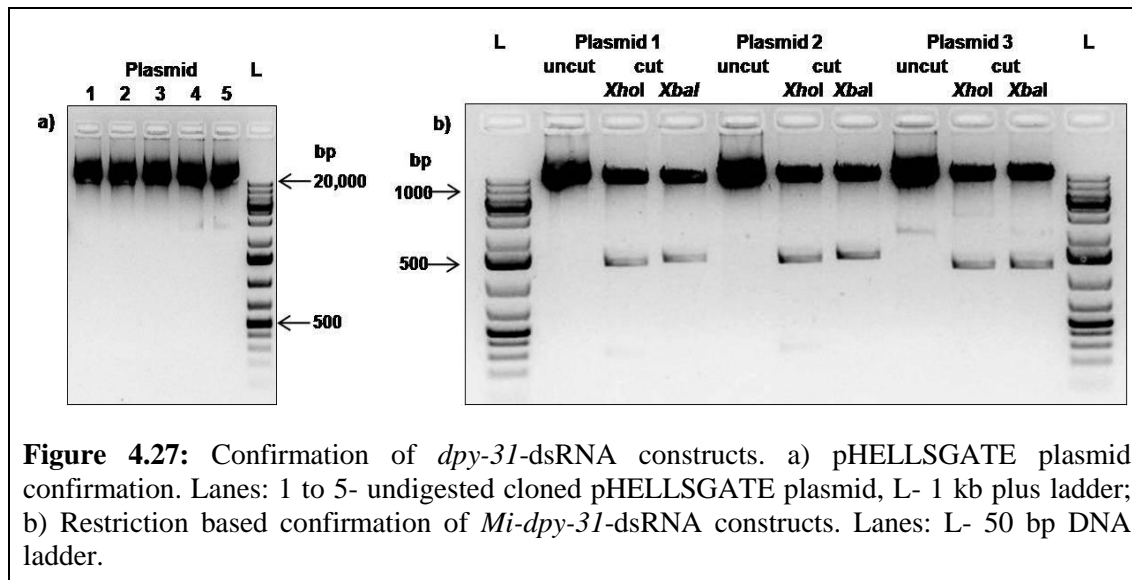 Plasmid L
1 2 3 4 5
a)
bp
20,000
500
L Plasmid 1 Plasmid 2 Plasmid 3 L
uncut cut uncut cut uncut cut
XhoI XbaI XhoI XbaI XhoI XbaI
b)
bp
1000
500
Figure 4.27: Confirmation of dpy-31-dsRNA constructs. a) pHELLSGATE plasmid
confirmation. Lanes: 1 to 5- undigested cloned pHELLSGATE plasmid, L- 1 kb plus ladder;
b) Restriction based confirmation of Mi-dpy-31-dsRNA constructs. Lanes: L- 50 bp DNA
ladder.